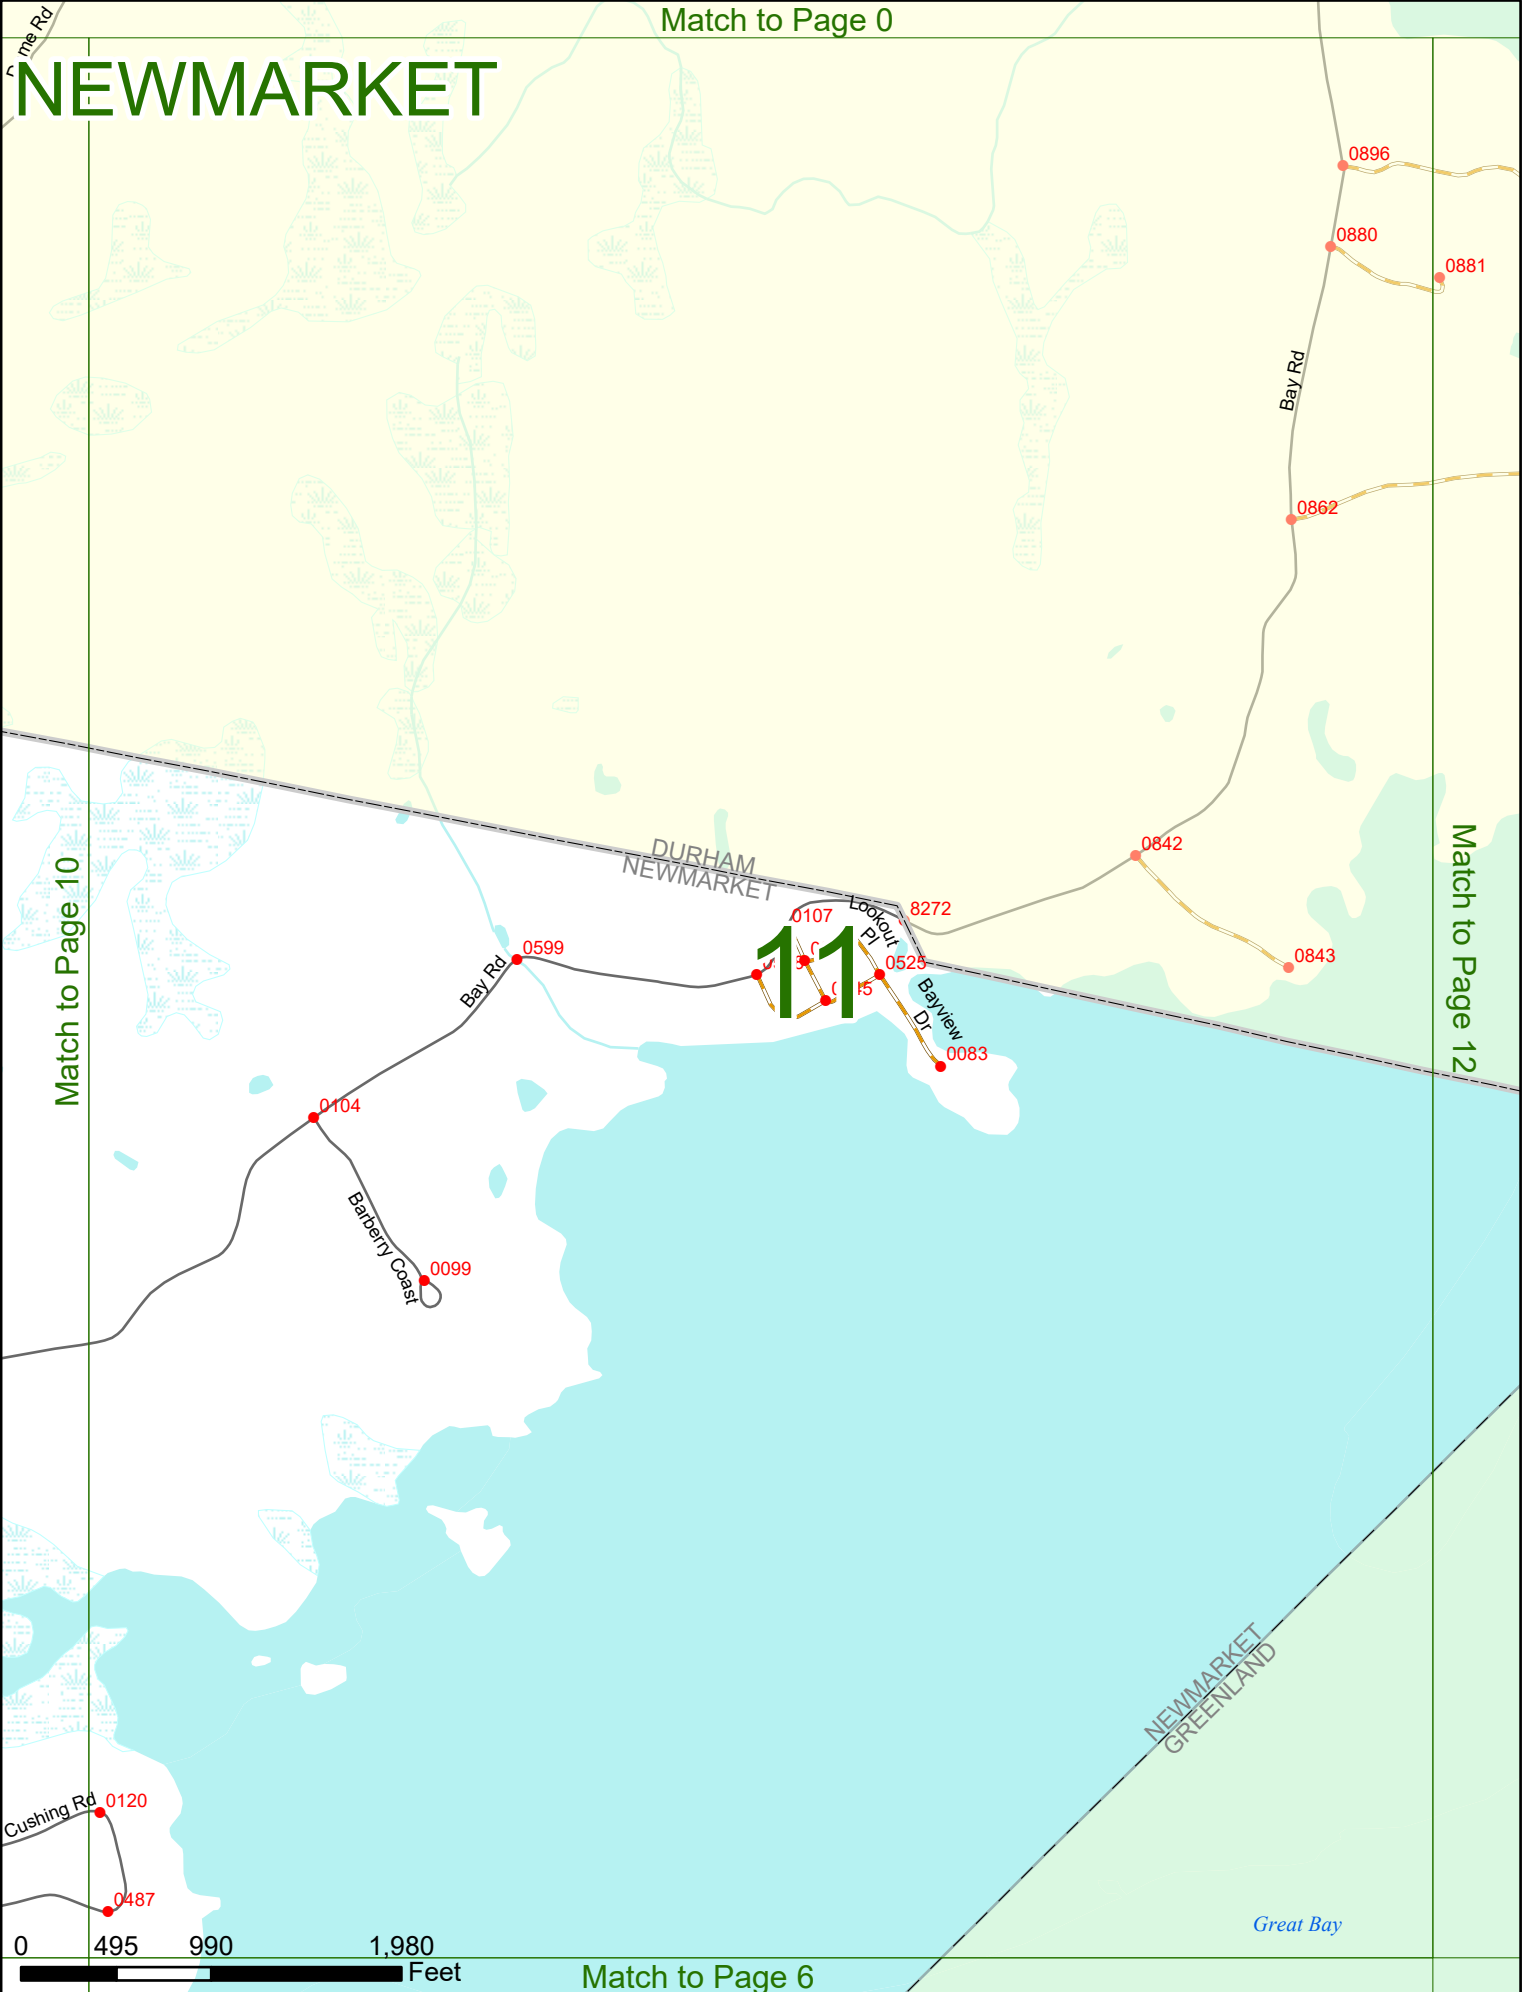 Match to Page 0
NEWMARKET
0896
0880
0881
Bay Rd
0862
0842
DURHAM
NEWMARKET
8272
Lookout
Pl
0107
0599
0525
0843
Bay Rd
11
Bayview
Dr
0083
Match to Page 10
Match to Page 12
0104
Barberry Coast
0099
NEWMARKET
GREENLAND
Cushing Rd
0120
0487
Great Bay
0 495 990 1,980
Feet
Match to Page 6